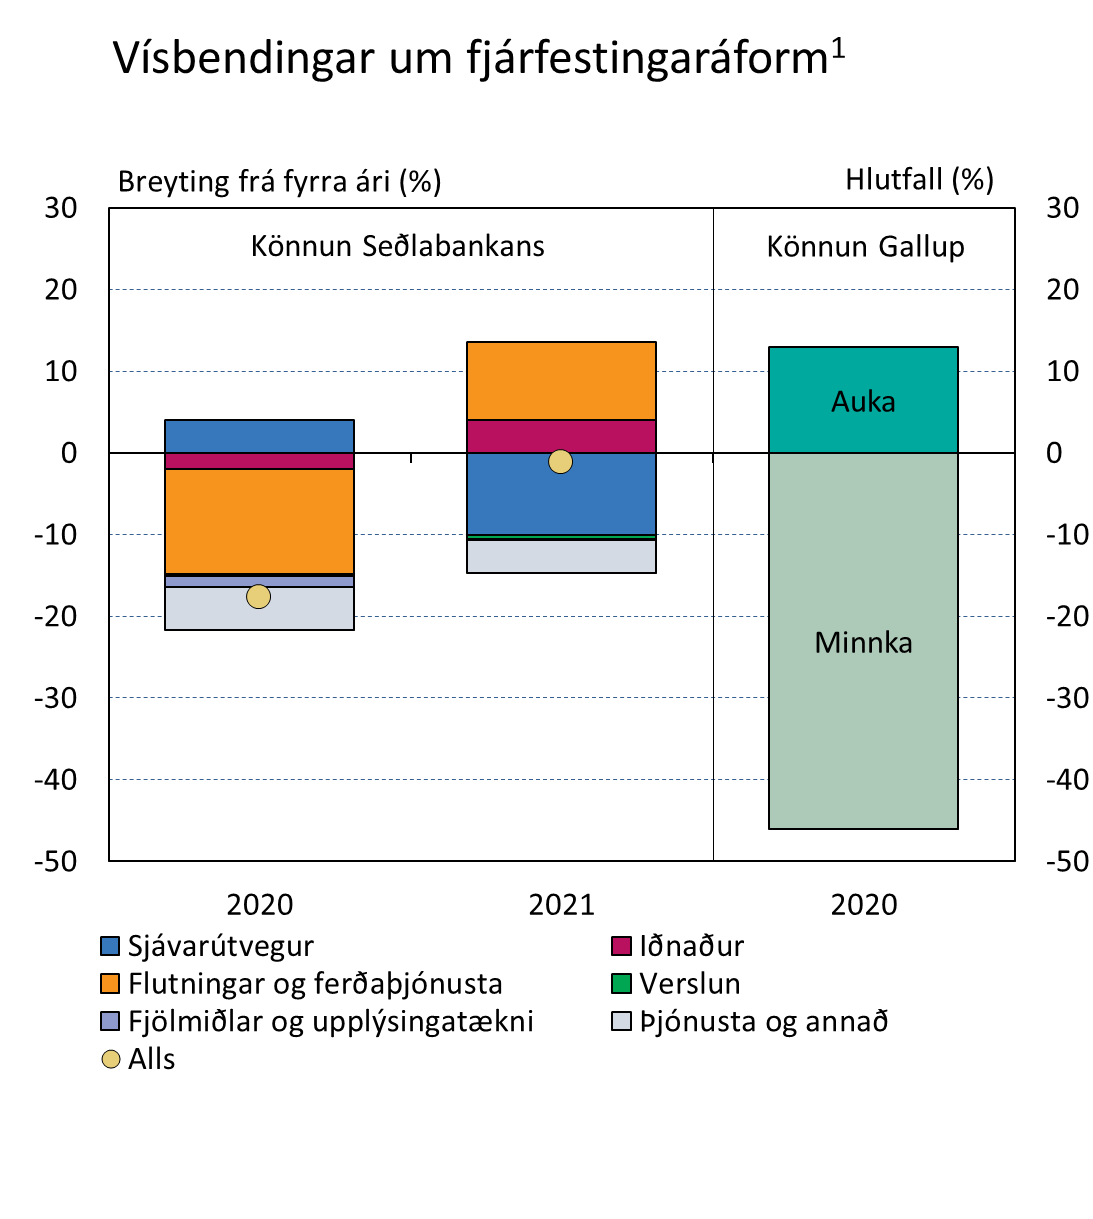 Vísbendingar um fjárfestingaráform¹
Breyting frá fyrra ári (%)
Hlutfall (%)
30
30
Könnun Seðlabankans
Könnun Gallup
20
20
10
10
Auka
0
0
-10
-10
-20
-20
Minnka
-30
-30
-40
-40
-50
-50
2020
2021
2020
Sjávarútvegur
Iðnaður
Flutningar og ferðaþjónusta
Verslun
Fjölmiðlar og upplýsingatækni
Þjónusta og annað
Alls